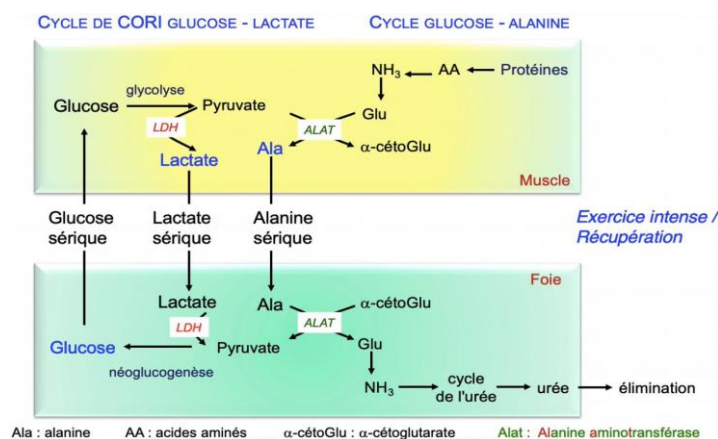 CYCLE DE CORI GLUCOSE - LACTATE
CYCLE GLUCOSE - ALANINE
NH3
AA
Protéines
glycolyse
Glucose
Pyruvate
Glu
LDH
ALAT
Lactate
Ala
α-cétoGlu
Muscle
Glucose
sérique
Lactate
sérique
Alanine
sérique
Exercice intense /
Récupération
Foie
Lactate
Ala
α-cétoGlu
LDH
ALAT
Glucose
Pyruvate
Glu
néoglucogenèse
NH3
cycle
de l'urée
urée
élimination
Ala : alanine
AA : acides aminés
α-cétoGlu : α-cétoglutarate
Alat : Alanine aminotransférase